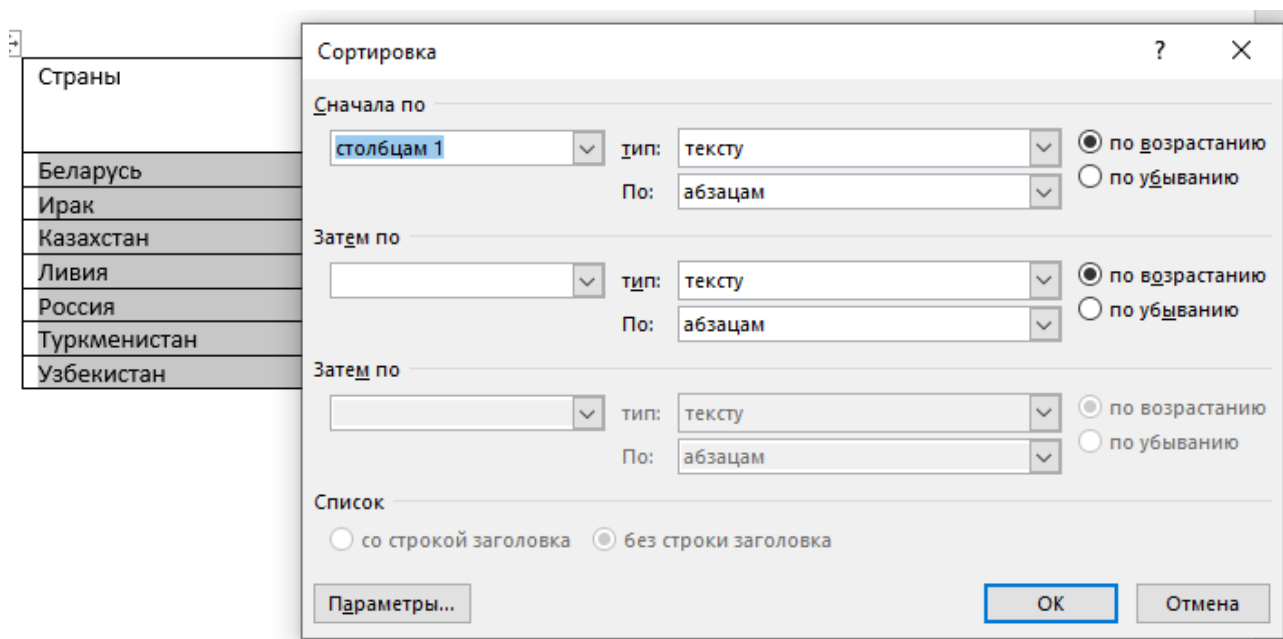 Страны
Беларусь
Ирак
Казахстан
Ливия
Россия
Туркменистан
Узбекистан
Сортировка ?
Сначала по
столбцам 1 тип: тексту по возрастанию
По: абзацам по убыванию
Затем по
тип: тексту по возрастанию
По: абзацам по убыванию
Затем по
тип: тексту по возрастанию
По: абзацам по убыванию
Список
со строкой заголовка без строки заголовка
Параметры... ОК Отмена